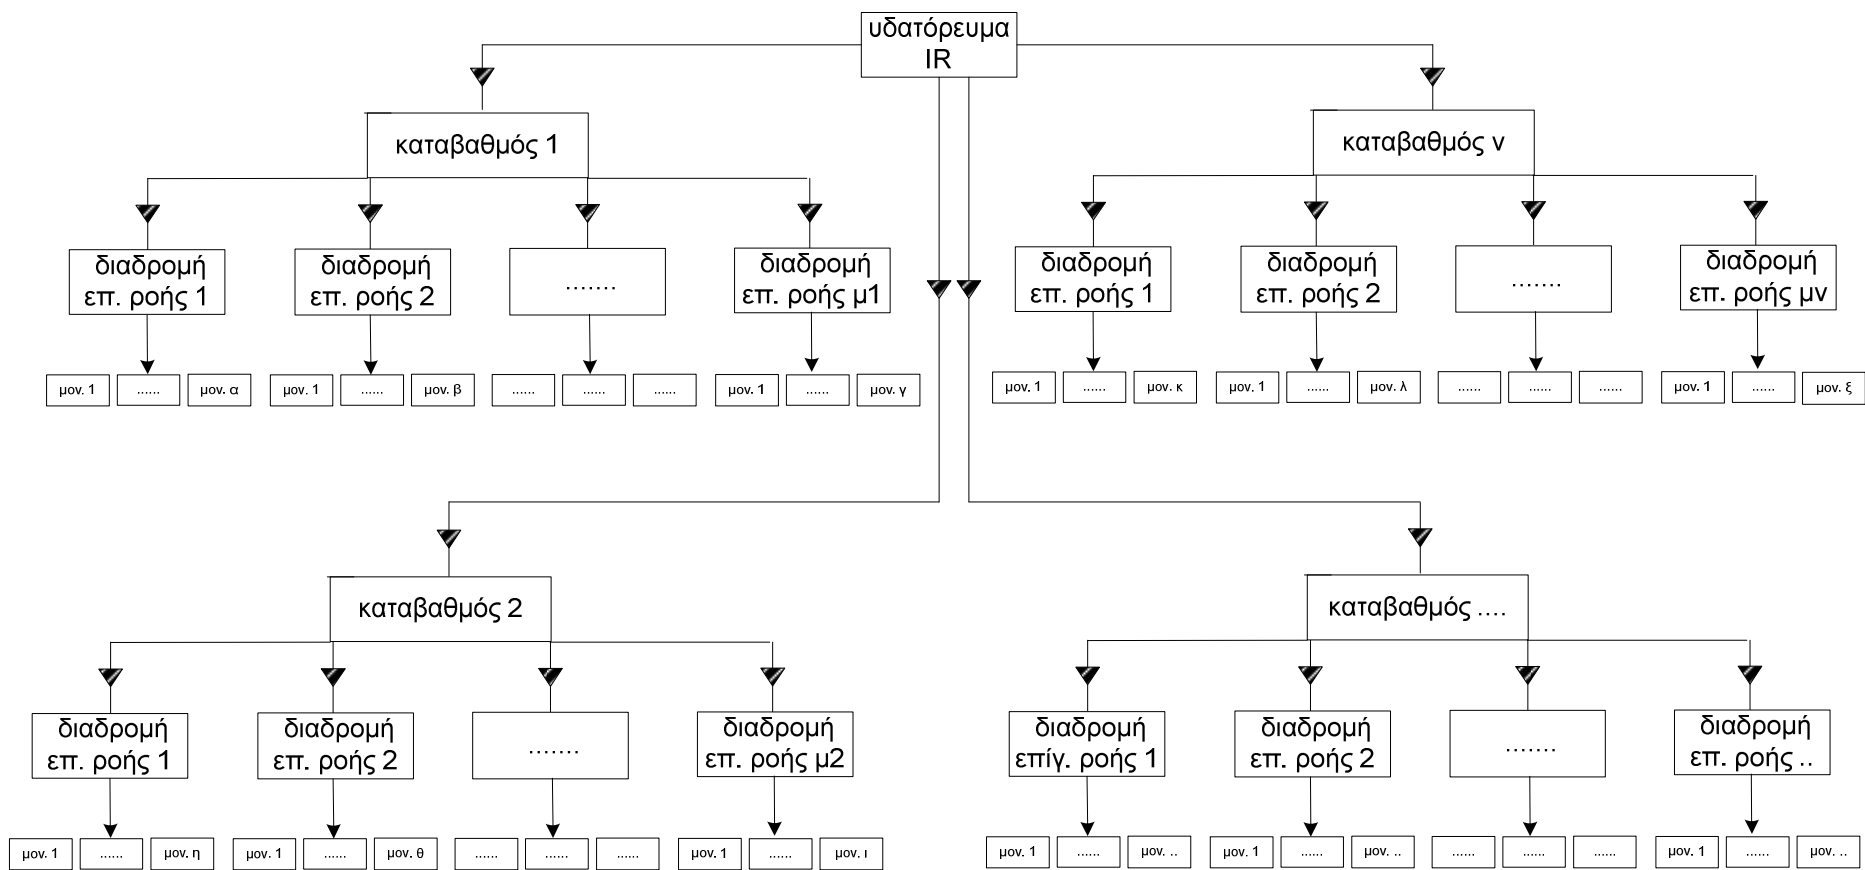 υδατόρευμα
IR
καταβαθμός 1
καταβαθμός ν
διαδρομή
επ. ροής 1
διαδρομή
επ. ροής 2
.......
διαδρομή
επ. ροής μ1
διαδρομή
επ. ροής 1
διαδρομή
επ. ροής 2
.......
διαδρομή
επ. ροής μν
μον. 1 ...... μον. α μον. 1 ...... μον. β ...... ...... ...... μον. 1 ...... μον. γ
μον. 1 ...... μον. κ μον. 1 ...... μον. λ ...... ...... ...... μον. 1 ...... μον. ξ
καταβαθμός 2
καταβαθμός ....
διαδρομή
επ. ροής 1
διαδρομή
επ. ροής 2
.......
διαδρομή
επ. ροής μ2
διαδρομή
επίγ. ροής 1
διαδρομή
επ. ροής 2
.......
διαδρομή
επ. ροής ..
μον. 1 ...... μον. η μον. 1 ...... μον. θ ...... ...... ...... μον. 1 ...... μον. ι
μον. 1 ...... μον. .. μον. 1 ...... μον. .. ...... ...... ...... μον. 1 ...... μον. ..